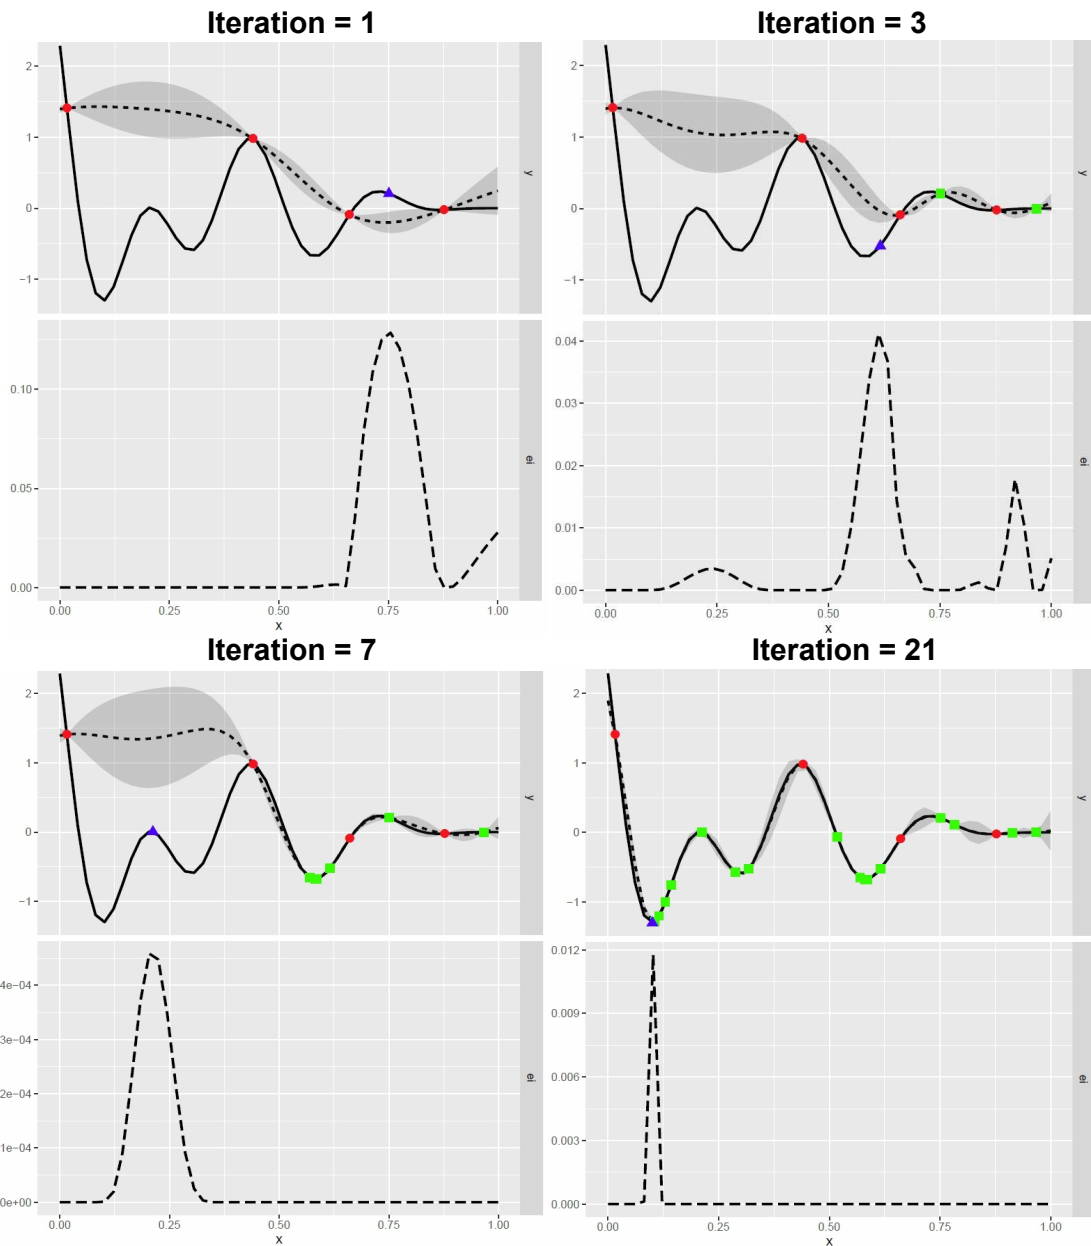 Iteration = 1
2
1
0
−1
y
0.10
0.05
0.00
ei
0.00 0.25 0.50 0.75 1.00
x
Iteration = 3
2
1
0
−1
y
0.04
0.03
0.02
0.01
0.00
ei
0.00 0.25 0.50 0.75 1.00
x
Iteration = 7
2
1
0
−1
y
4e−04
3e−04
2e−04
1e−04
0e+00
ei
0.00 0.25 0.50 0.75 1.00
x
Iteration = 21
2
1
0
−1
y
0.012
0.009
0.006
0.003
0.000
ei
0.00 0.25 0.50 0.75 1.00
x